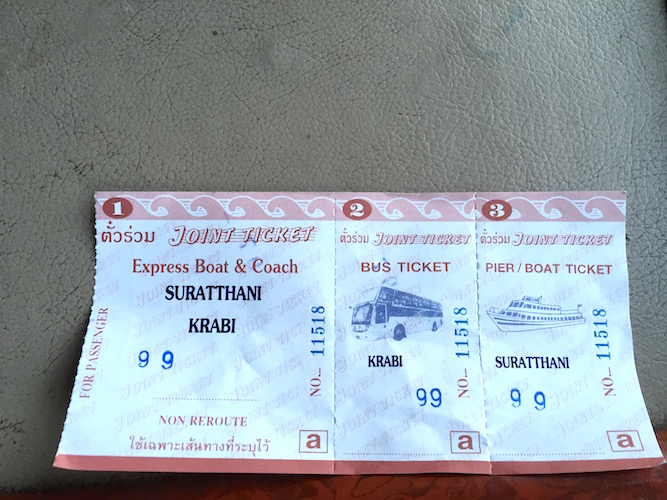 1
ตั๋วร่วม JOINT TICKET
Express Boat & Coach
SURATTHANI
KRABI
99
NON REROUTE
ใช้เฉพาะเส้นทางที่ระบุไว้
FOR PASSENGER
NO. 11518
a
2
ตั๋วร่วม JOINT TICKET
BUS TICKET
KRABI
99
NO. 11518
a
3
ตั๋วร่วม JOINT TICKET
PIER/BOAT TICKET
SURATTHANI
99
NO. 11518
a